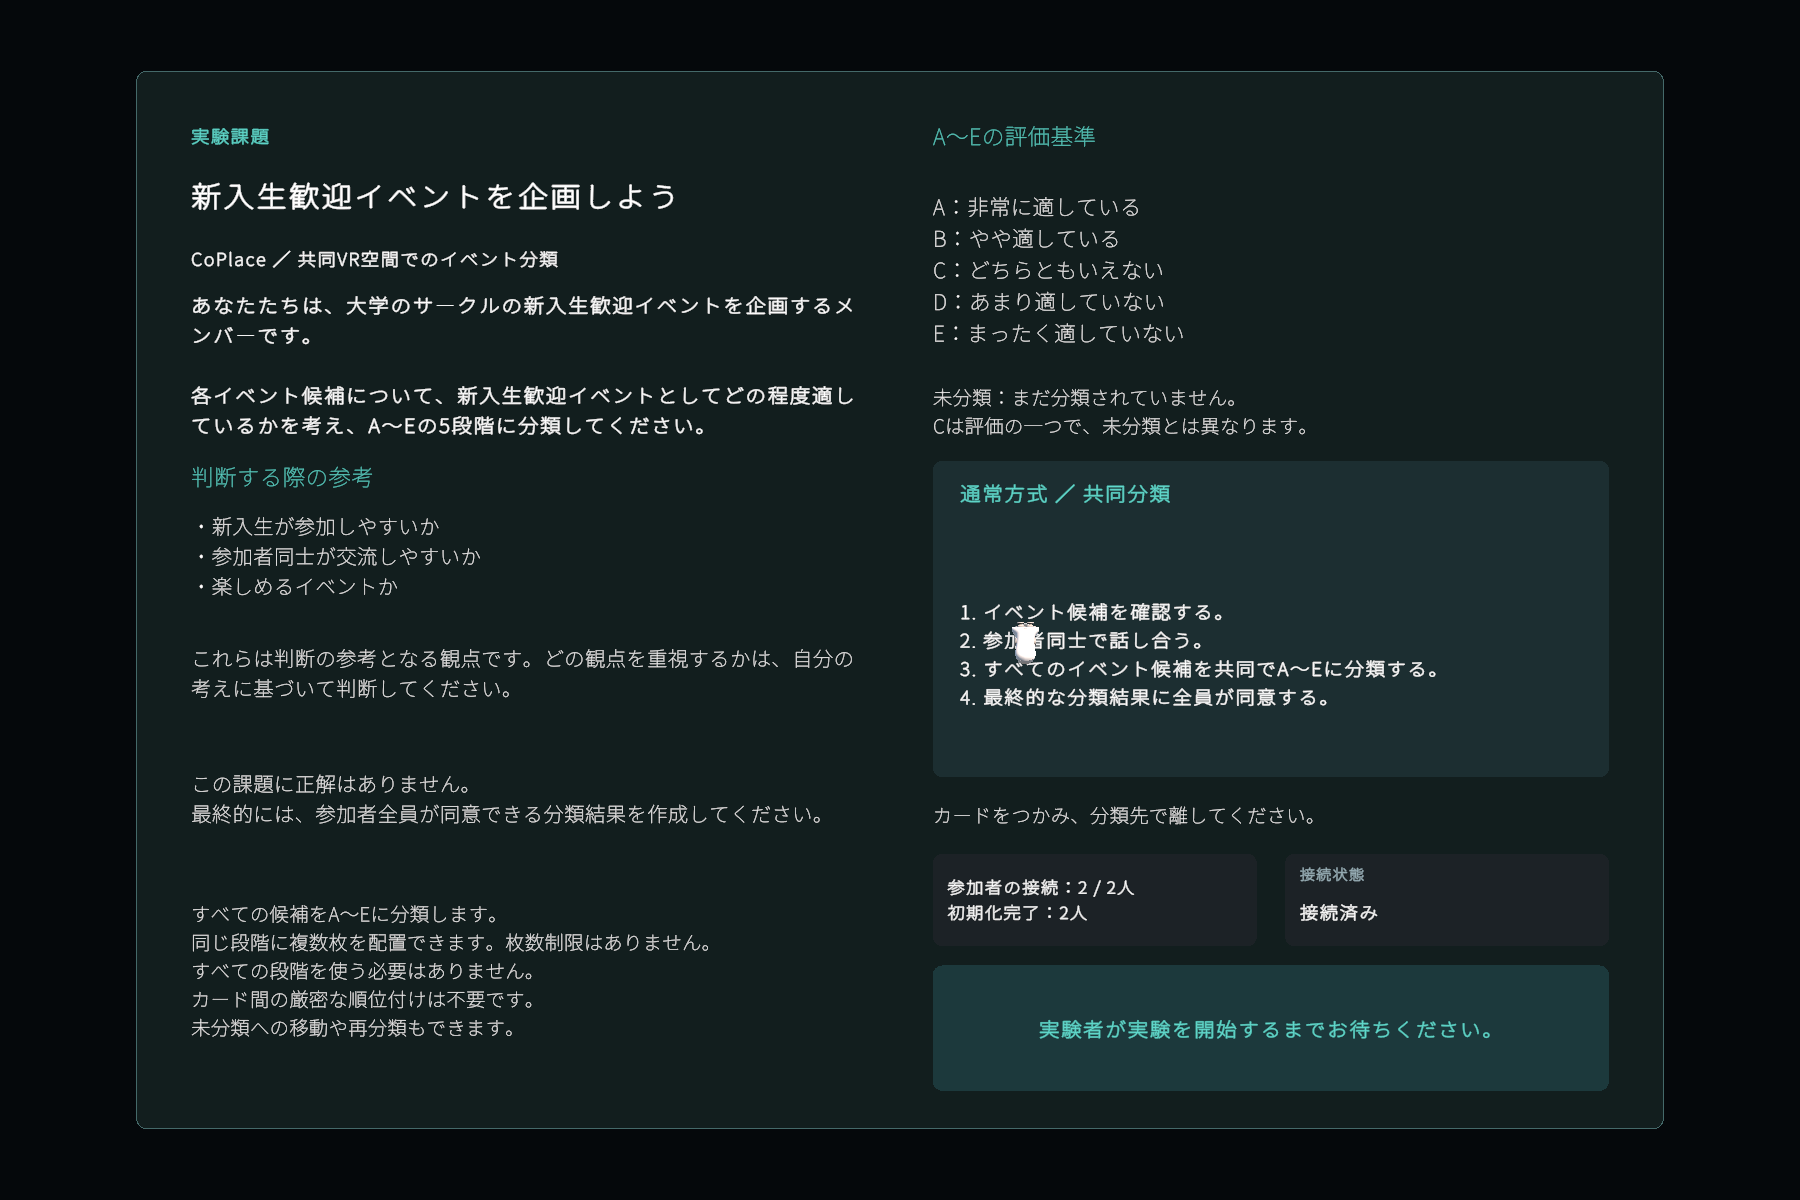 実験課題
新入生歓迎イベントを企画しよう
CoPlace ／ 共同VR空間でのイベント分類
あなたたちは、大学のサークルの新入生歓迎イベントを企画するメ
ンバーです。
各イベント候補について、新入生歓迎イベントとしてどの程度適し
ているかを考え、A〜Eの5段階に分類してください。
判断する際の参考
・新入生が参加しやすいか
・参加者同士が交流しやすいか
・楽しめるイベントか
これらは判断の参考となる観点です。どの観点を重視するかは、自分の
考えに基づいて判断してください。
この課題に正解はありません。
最終的には、参加者全員が同意できる分類結果を作成してください。
すべての候補をA〜Eに分類します。
同じ段階に複数枚を配置できます。枚数制限はありません。
すべての段階を使う必要はありません。
カード間の厳密な順位付けは不要です。
未分類への移動や再分類もできます。
A〜Eの評価基準
A：非常に適している
B：やや適している
C：どちらともいえない
D：あまり適していない
E：まったく適していない
未分類：まだ分類されていません。
Cは評価の一つで、未分類とは異なります。
通常方式 ／ 共同分類
1. イベント候補を確認する。
2. 参加者同士で話し合う。
3. すべてのイベント候補を共同でA〜Eに分類する。
4. 最終的な分類結果に全員が同意する。
カードをつかみ、分類先で離してください。
参加者の接続：2 / 2人
初期化完了：2人
接続状態
接続済み
実験者が実験を開始するまでお待ちください。